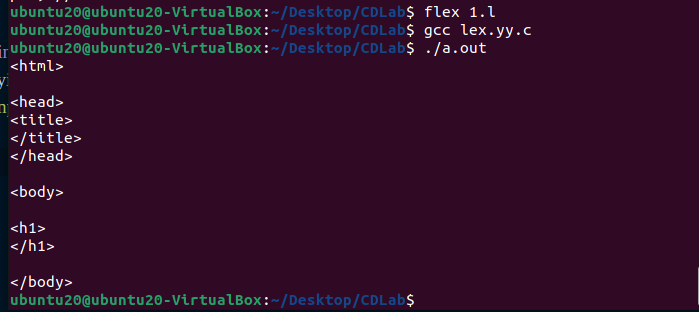 ubuntu20@ubuntu20-VirtualBox:~/Desktop/CDLab$ flex 1.l
ubuntu20@ubuntu20-VirtualBox:~/Desktop/CDLab$ gcc lex.yy.c
ubuntu20@ubuntu20-VirtualBox:~/Desktop/CDLab$ ./a.out
<html>
<head>
<title>
</title>
</head>
<body>
<h1>
</h1>
</body>
ubuntu20@ubuntu20-VirtualBox:~/Desktop/CDLab$